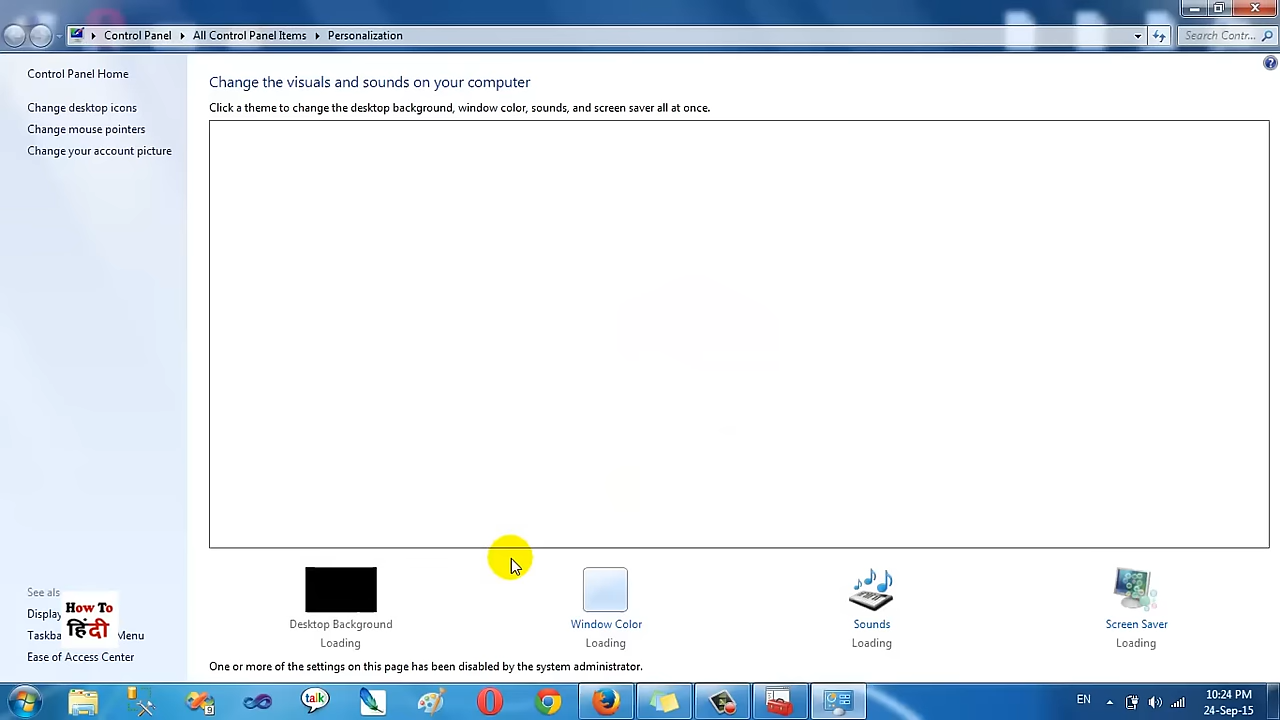 Control Panel
All Control Panel Items
Personalization
Search Contr...
Control Panel Home
Change desktop icons
Change mouse pointers
Change your account picture
Change the visuals and sounds on your computer
Click a theme to change the desktop background, window color, sounds, and screen saver all at once.
Desktop Background
Loading
Window Color
Loading
Sounds
Loading
Screen Saver
Loading
One or more of the settings on this page has been disabled by the system administrator.
See als
Display
Taskba Menu
Ease of Access Center
How To
हिंदी
talk
EN
10:24 PM
24-Sep-15